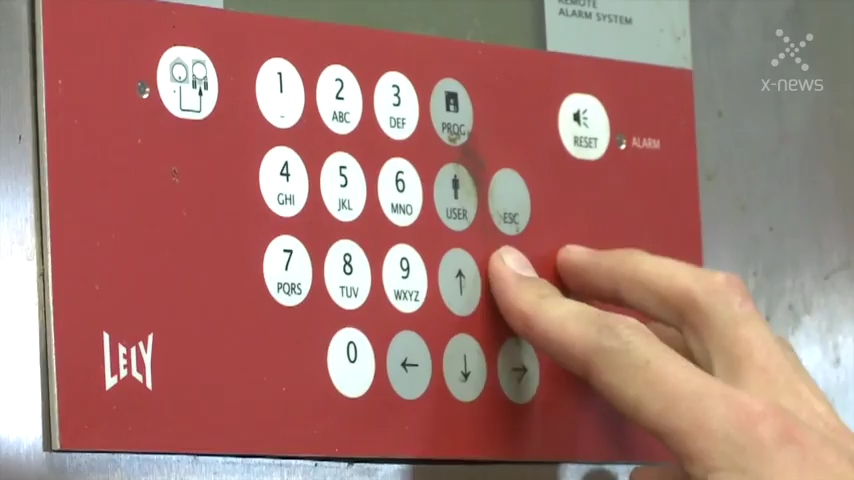 REMOTE
ALARM SYSTEM
x-news
1
2
ABC
3
DEF
PROG
RESET
ALARM
4
GHI
5
JKL
6
MNO
USER
ESC
7
PQRS
8
TUV
9
WXYZ
↑
LELY
0
←
↓
→